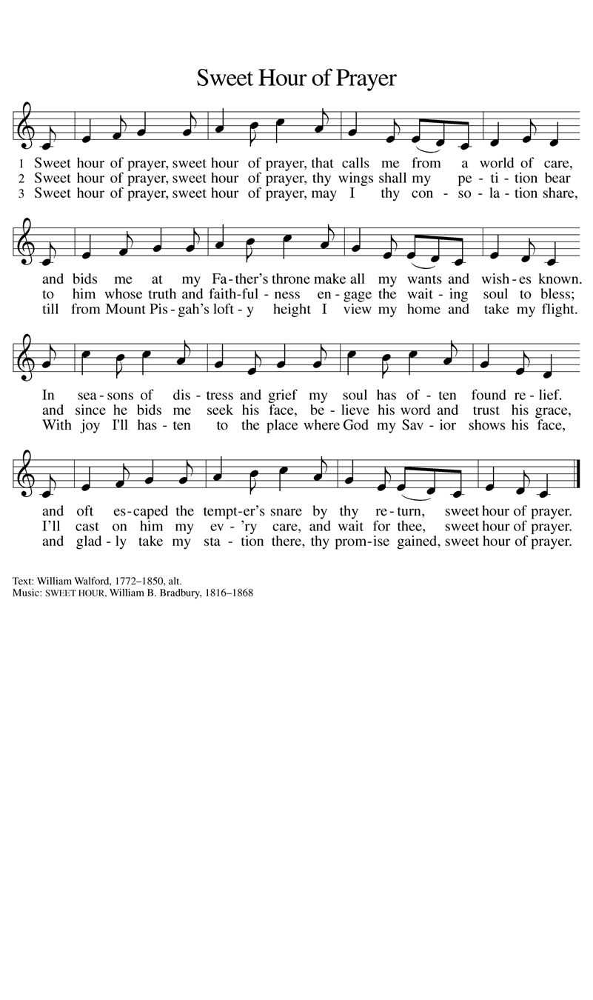 Sweet Hour of Prayer
1 Sweet hour of prayer, sweet hour of prayer, that calls me from a world of care,
2 Sweet hour of prayer, sweet hour of prayer, thy wings shall my pe - ti - tion bear
3 Sweet hour of prayer, sweet hour of prayer, may I thy con - so - la - tion share,
and bids me at my Fa - ther's throne make all my wants and wish - es known.
to him whose truth and faith - ful - ness en - gage the wait - ing soul to bless;
till from Mount Pis - gah's loft - y height I view my home and take my flight.
In sea - sons of dis - tress and grief my soul has of - ten found re - lief.
and since he bids me seek his face, be - lieve his word and trust his grace,
With joy I'll has - ten to the place where God my Sav - ior shows his face,
and oft es - caped the tempt - er's snare by thy re - turn, sweet hour of prayer.
I'll cast on him my ev - 'ry care, and wait for thee, sweet hour of prayer.
and glad - ly take my sta - tion there, thy prom - ise gained, sweet hour of prayer.
Text: William Walford, 1772–1850, alt.
Music: SWEET HOUR, William B. Bradbury, 1816–1868